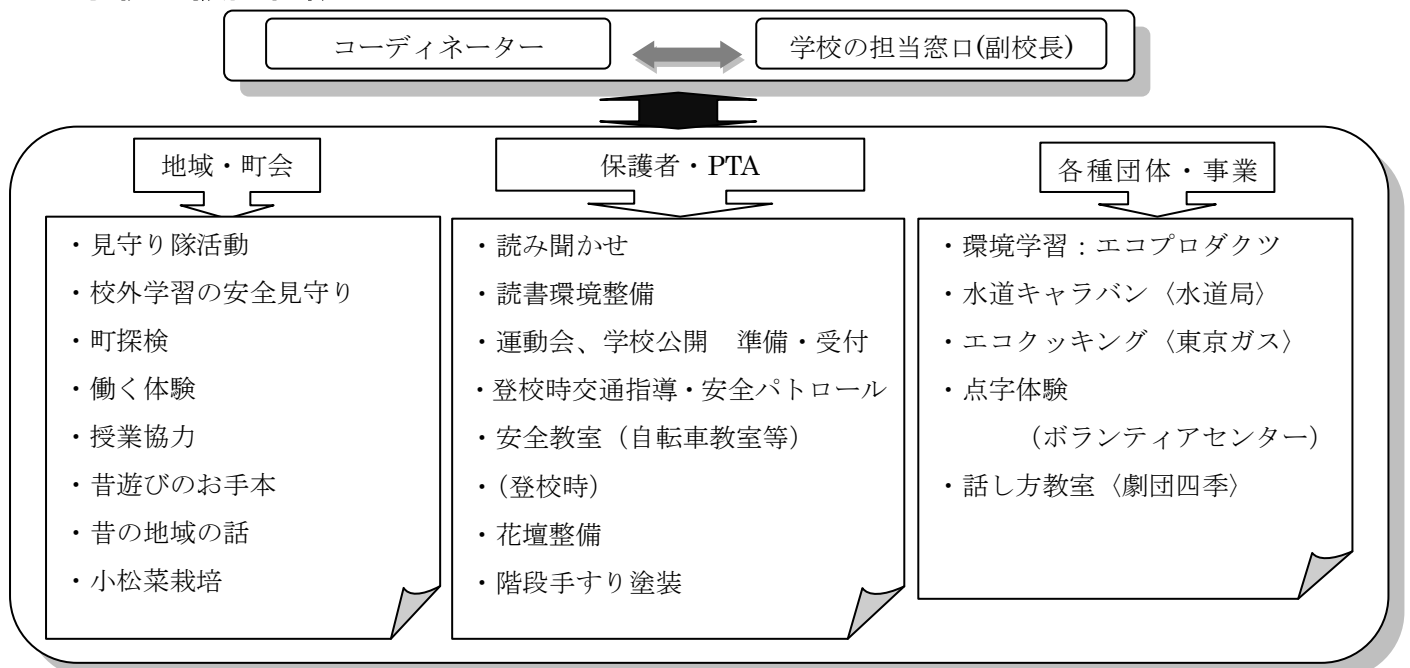 コーディネーター
学校の担当窓口(副校長)
地域・町会
・見守り隊活動
・校外学習の安全見守り
・町探検
・働く体験
・授業協力
・昔遊びのお手本
・昔の地域の話
・小松菜栽培
保護者・PTA
・読み聞かせ
・読書環境整備
・運動会、学校公開　準備・受付
・登校時交通指導・安全パトロール
・安全教室（自転車教室等）
・（登校時）
・花壇整備
・階段手すり塗装
各種団体・事業
・環境学習：エコプロダクツ
・水道キャラバン〈水道局〉
・エコクッキング〈東京ガス〉
・点字体験
（ボランティアセンター）
・話し方教室〈劇団四季〉